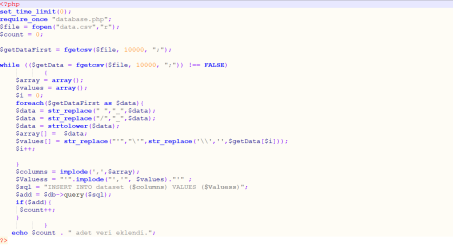 <?php
set_time_limit(0);
require_once "database.php";
$file = fopen("data.csv","r");
$count = 0;
$getDataFirst = fgetcsv($file, 10000, ";");
while (($getData = fgetcsv($file, 10000, ";")) !== FALSE)
{
$array = array();
$values = array();
$i = 0;
foreach($getDataFirst as $data){
$data = str_replace(" ","_",$data);
$data = str_replace("/","_",$data);
$data = strtolower($data);
$array[] = $data;
$values[] = str_replace("'","\'",str_replace('\\','',$getData[$i]));
$i++;
}
$columns = implode(',',$array);
$Valuess = "'".implode("','", $values)."'" ;
$sql = "INSERT INTO dataset ($columns) VALUES ($Valuess)";
$add = $db->query($sql);
if($add){
$count++;
}
}
echo $count . " adet veri eklendi.";
?>